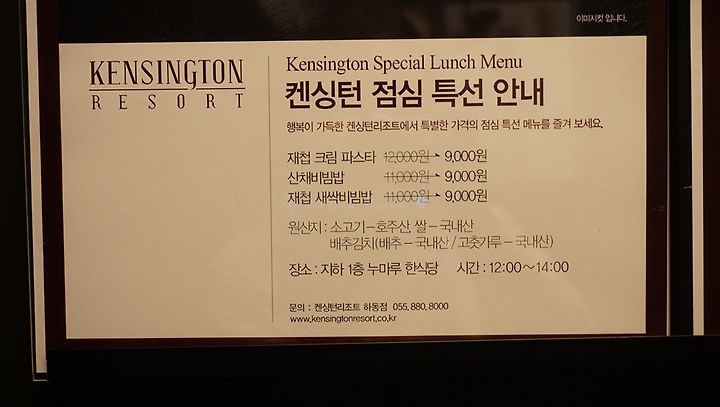 이미지컷 입니다.
KENSINGTON
RESORT
Kensington Special Lunch Menu
켄싱턴 점심 특선 안내
행복이 가득한 켄싱턴리조트에서 특별한 가격의 점심 특선 메뉴를 즐겨 보세요.
재첩 크림 파스타 12,000원 → 9,000원
산채비빔밥 11,000원 → 9,000원
재첩 새싹비빔밥 11,000원 → 9,000원
원산지 : 소고기 – 호주산, 쌀 – 국내산
배추김치(배추 – 국내산 / 고춧가루 – 국내산)
장소 : 지하 1층 누마루 한식당 시간 : 12:00~14:00
문의 : 켄싱턴리조트 하동점 055. 880. 8000
www.kensingtonresort.co.kr